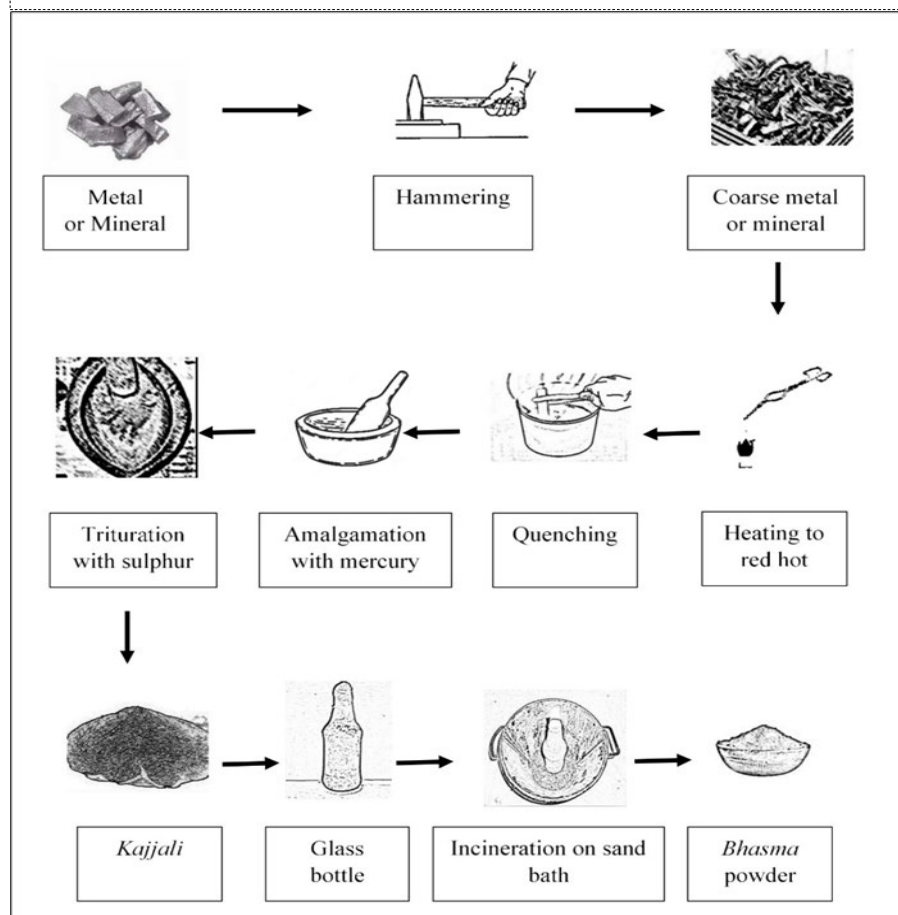 Metal
or Mineral
Hammering
Coarse metal
or mineral
Trituration
with sulphur
Amalgamation
with mercury
Quenching
Heating to
red hot
Kajjali
Glass
bottle
Incineration on sand
bath
Bhasma
powder